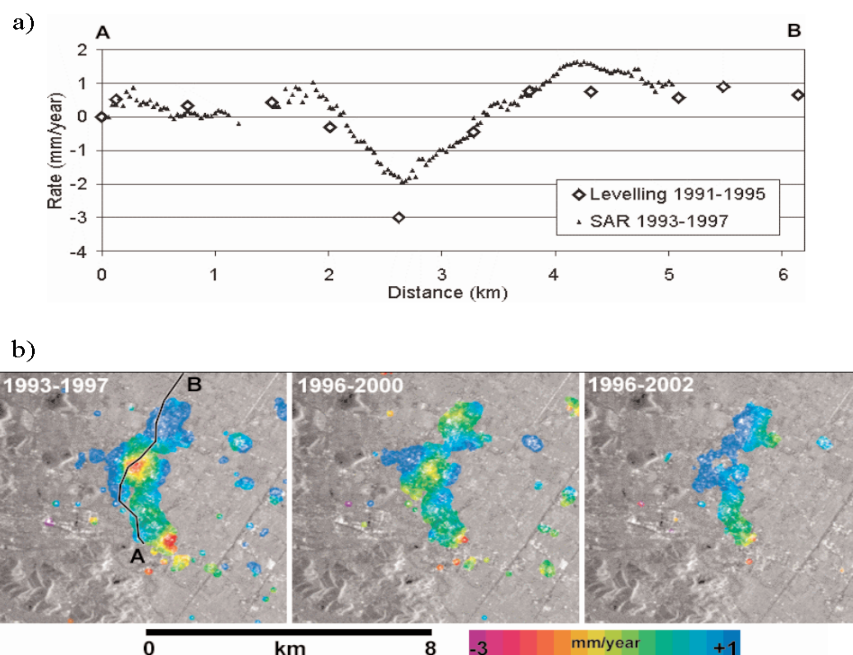 a)
A B
2
1
0
-1
-2
-3
-4
Rate (mm/year)
Levelling 1991-1995
SAR 1993-1997
0 1 2 3 4 5 6
Distance (km)
b)
1993-1997 1996-2000 1996-2002
B
A
0 km 8
-3 mm/year +1